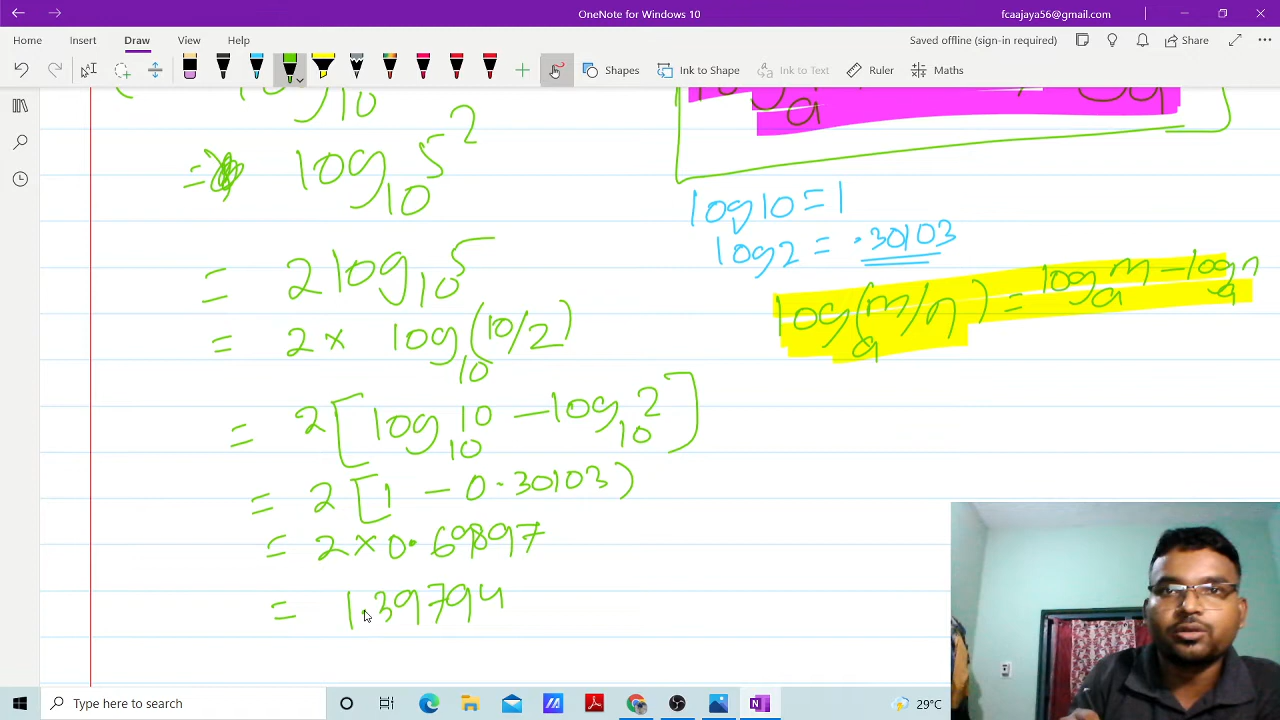 OneNote for Windows 10
fcaajaya56@gmail.com
Home Insert Draw View Help
Saved offline (sign-in required)
Share
Shapes
Ink to Shape
Ink to Text
Ruler
Maths
= log₁₀ 5²
= 2 log₁₀ 5
= 2 × log₁₀ (10/2)
= 2 [log₁₀ 10 – log₁₀ 2]
= 2 [1 – 0.30103)
= 2 × 0.69897
= 1.39794
log 10 = 1
log 2 = .30103
logₐ (m/n) = logₐ m – logₐ n
Type here to search
29°C